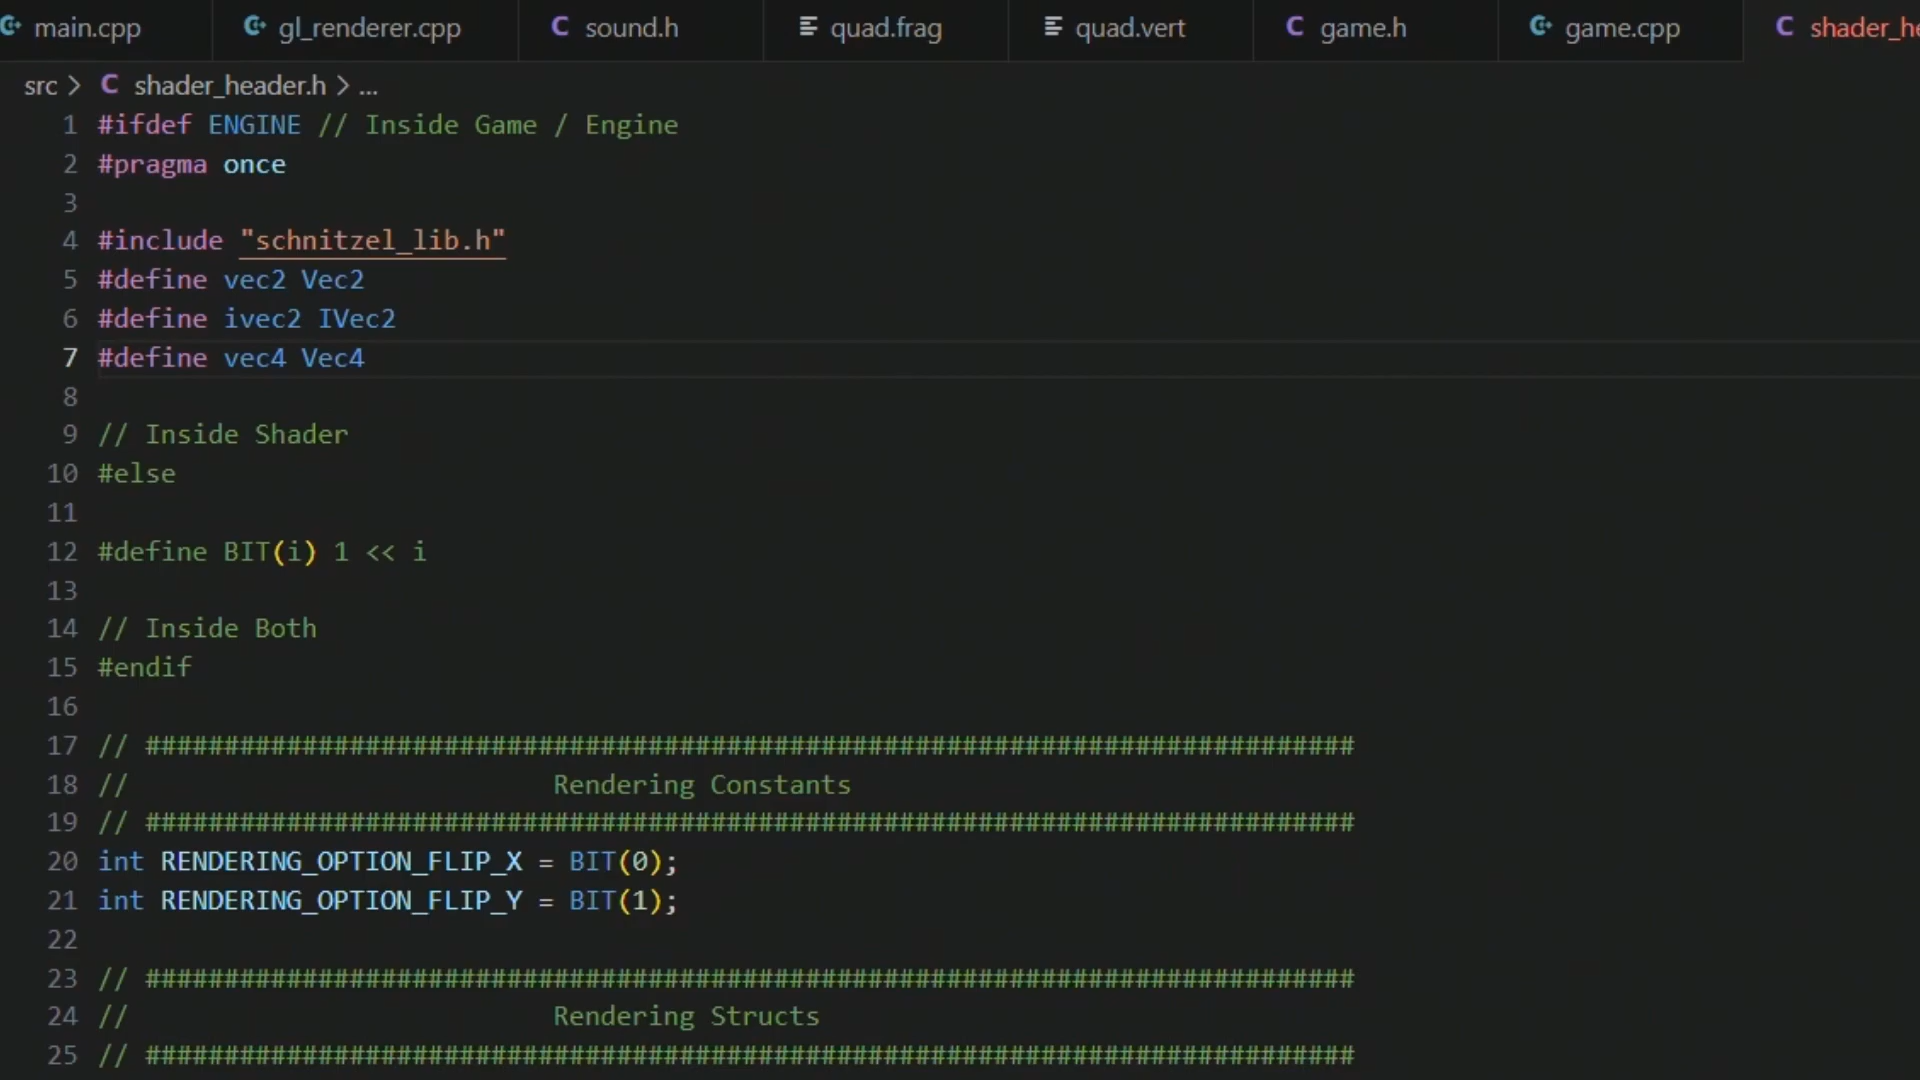 main.cpp gl_renderer.cpp sound.h quad.frag quad.vert game.h game.cpp shader_he
src > C shader_header.h > ...
1 #ifdef ENGINE // Inside Game / Engine
2 #pragma once
3
4 #include "schnitzel_lib.h"
5 #define vec2 Vec2
6 #define ivec2 IVec2
7 #define vec4 Vec4
8
9 // Inside Shader
10 #else
11
12 #define BIT(i) 1 << i
13
14 // Inside Both
15 #endif
16
17 // #############################################################################
18 // Rendering Constants
19 // #############################################################################
20 int RENDERING_OPTION_FLIP_X = BIT(0);
21 int RENDERING_OPTION_FLIP_Y = BIT(1);
22
23 // #############################################################################
24 // Rendering Structs
25 // #############################################################################